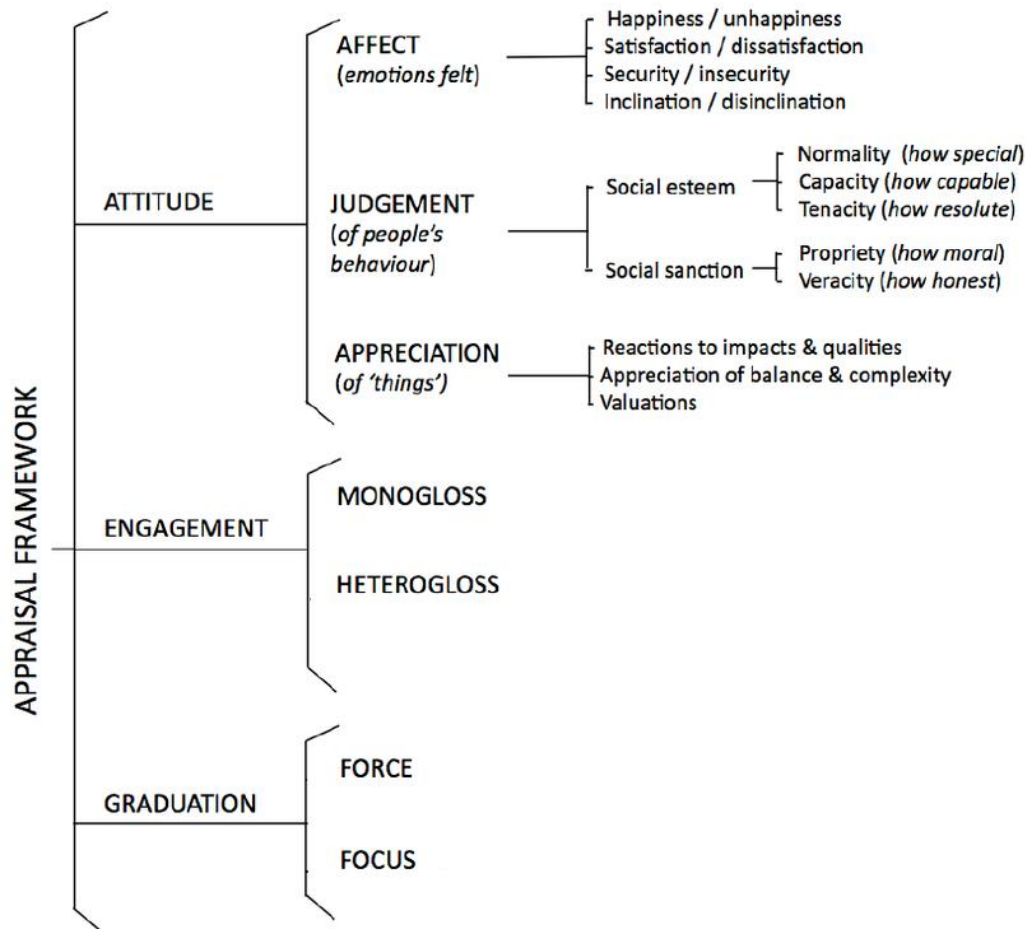 APPRAISAL FRAMEWORK
ATTITUDE
AFFECT
(emotions felt)
Happiness / unhappiness
Satisfaction / dissatisfaction
Security / insecurity
Inclination / disinclination
JUDGEMENT
(of people's
behaviour)
Social esteem
Normality (how special)
Capacity (how capable)
Tenacity (how resolute)
Social sanction
Propriety (how moral)
Veracity (how honest)
APPRECIATION
(of 'things')
Reactions to impacts & qualities
Appreciation of balance & complexity
Valuations
ENGAGEMENT
MONOGLOSS
HETEROGLOSS
GRADUATION
FORCE
FOCUS